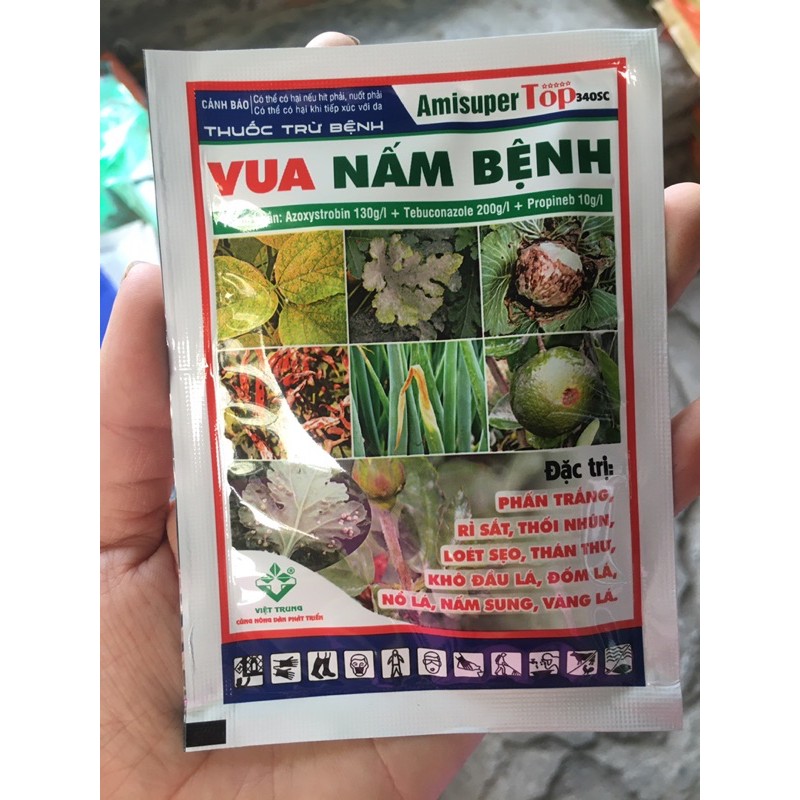 CẢNH BÁO
Có thể có hại nếu hít phải, nuốt phải
Có thể có hại khi tiếp xúc với da
Amisuper Top 340SC
THUỐC TRỪ BỆNH
VUA NẤM BỆNH
Azoxystrobin 130g/l + Tebuconazole 200g/l + Propineb 10g/l
Đặc trị:
PHẤN TRẮNG,
RỈ SẮT, THỐI NHŨN,
LOÉT SẸO, THÁN THƯ,
KHÔ ĐẦU LÁ, ĐỐM LÁ,
NỔ LÁ, NẤM SUNG, VÀNG LÁ.
®
VIỆT TRUNG
CÙNG NÔNG DÂN PHÁT TRIỂN